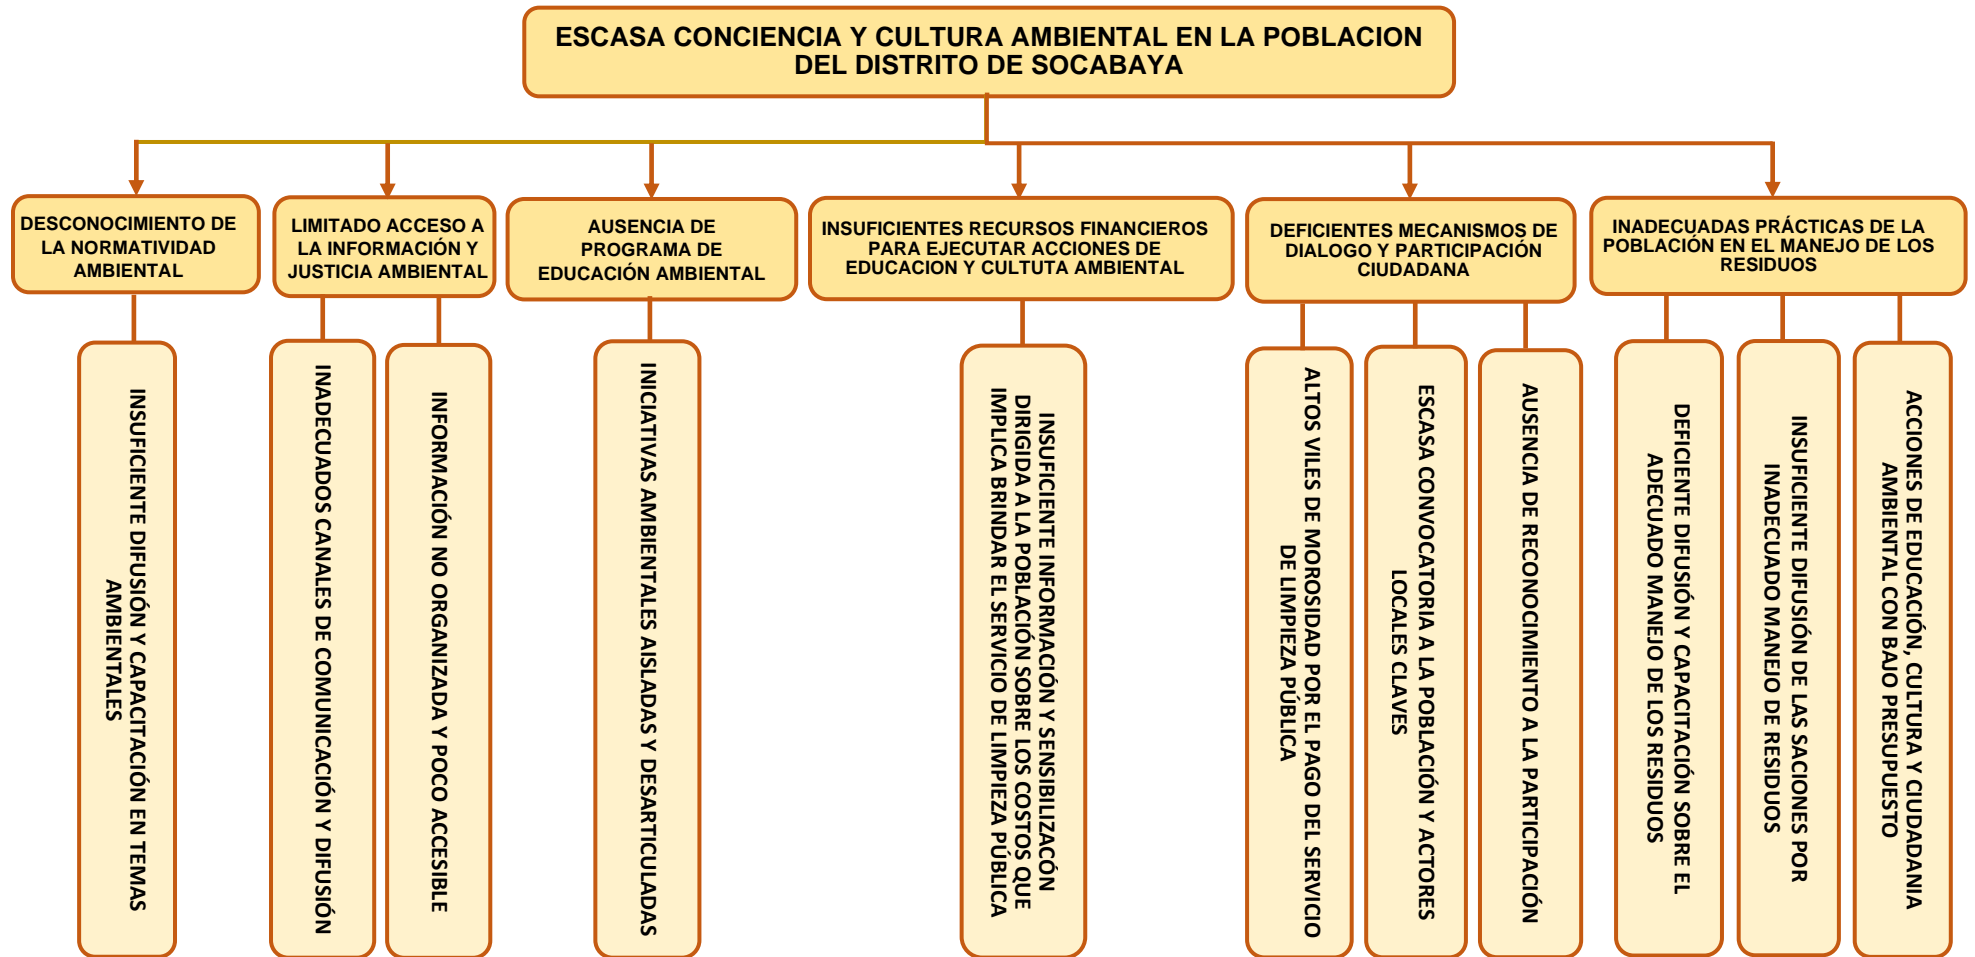 ESCASA CONCIENCIA Y CULTURA AMBIENTAL EN LA POBLACION
DEL DISTRITO DE SOCABAYA
DESCONOCIMIENTO DE
LA NORMATIVIDAD
AMBIENTAL
LIMITADO ACCESO A
LA INFORMACIÓN Y
JUSTICIA AMBIENTAL
AUSENCIA DE
PROGRAMA DE
EDUCACIÓN AMBIENTAL
INSUFICIENTES RECURSOS FINANCIEROS
PARA EJECUTAR ACCIONES DE
EDUCACION Y CULTUTA AMBIENTAL
DEFICIENTES MECANISMOS DE
DIALOGO Y PARTICIPACIÓN
CIUDADANA
INADECUADAS PRÁCTICAS DE LA
POBLACIÓN EN EL MANEJO DE LOS
RESIDUOS
INSUFICIENTE DIFUSIÓN Y CAPACITACIÓN EN TEMAS
AMBIENTALES
INADECUADOS CANALES DE COMUNICACIÓN Y DIFUSIÓN
INFORMACIÓN NO ORGANIZADA Y POCO ACCESIBLE
INICIATIVAS AMBIENTALES AISLADAS Y DESARTICULADAS
INSUFICIENTE INFORMACIÓN Y SENSIBILIZACÓN
DIRIGIDA A LA POBLACIÓN SOBRE LOS COSTOS QUE
IMPLICA BRINDAR EL SERVICIO DE LIMPIEZA PÚBLICA
ALTOS VILES DE MOROSIDAD POR EL PAGO DEL SERVICIO
DE LIMPIEZA PÚBLICA
ESCASA CONVOCATORIA A LA POBLACIÓN Y ACTORES
LOCALES CLAVES
AUSENCIA DE RECONOCIMIENTO A LA PARTICIPACIÓN
DEFICIENTE DIFUSIÓN Y CAPACITACIÓN SOBRE EL
ADECUADO MANEJO DE LOS RESIDUOS
INSUFICIENTE DIFUSIÓN DE LAS SACIONES POR
INADECUADO MANEJO DE RESIDUOS
ACCIONES DE EDUCACIÓN, CULTURA Y CIUDADANIA
AMBIENTAL CON BAJO PRESUPUESTO